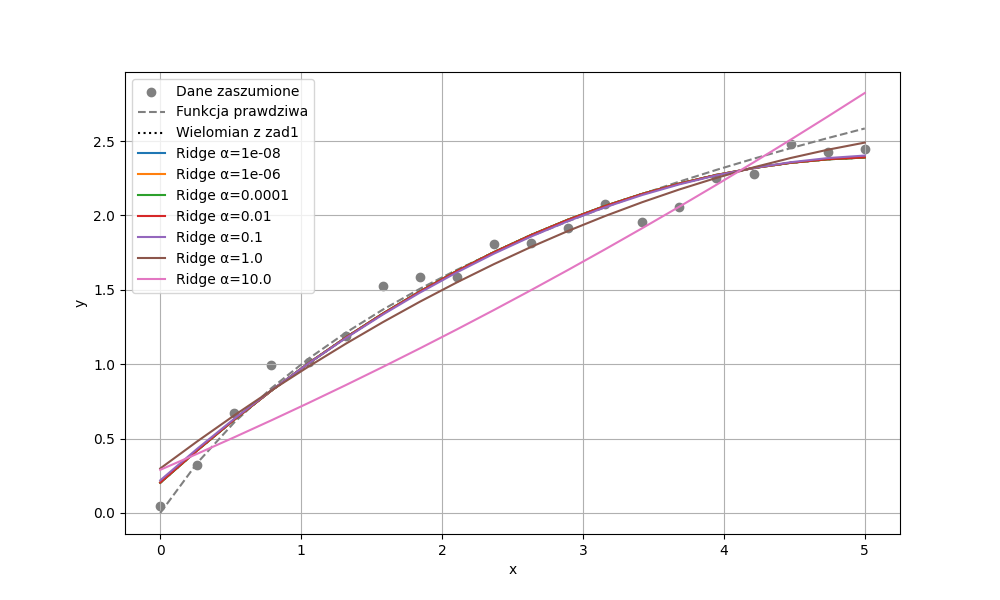 Dane zaszumione
Funkcja prawdziwa
Wielomian z zad1
Ridge α=1e-08
Ridge α=1e-06
Ridge α=0.0001
Ridge α=0.01
Ridge α=0.1
Ridge α=1.0
Ridge α=10.0
2.5
2.0
1.5
1.0
0.5
0.0
y
0 1 2 3 4 5
x